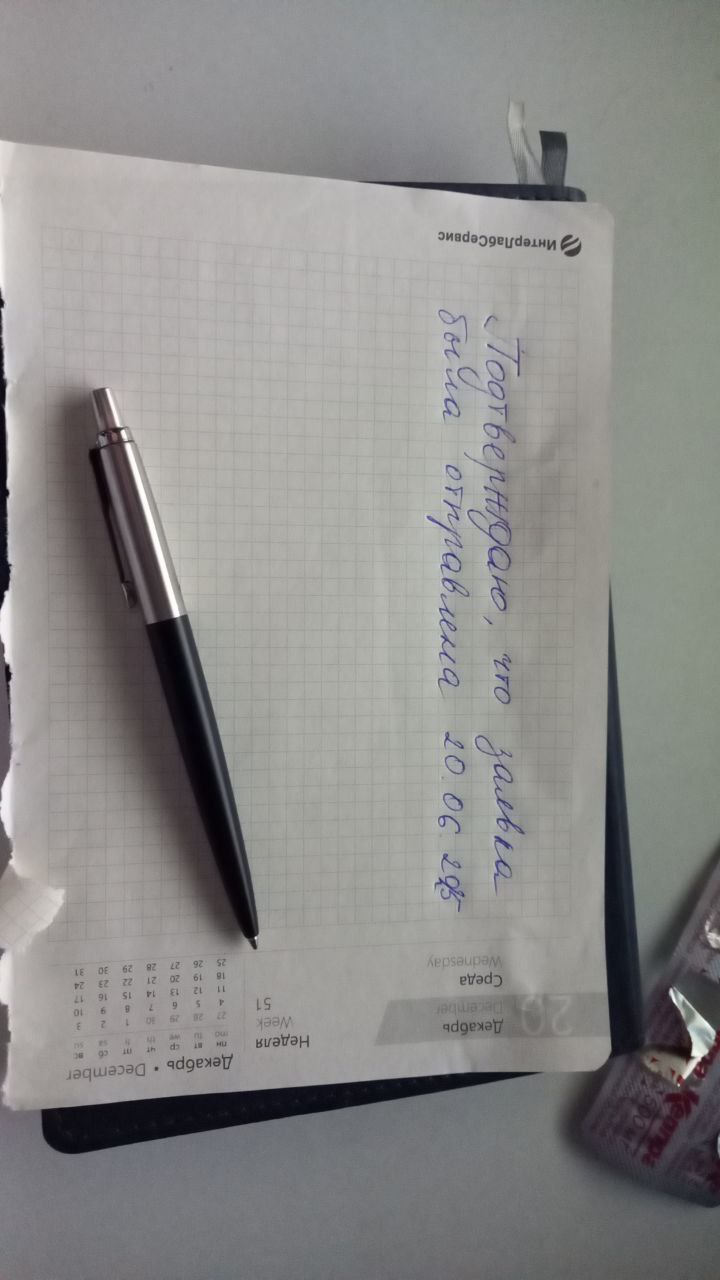 20 Декабрь
December
Среда
Wednesday
Неделя
Week
51
Декабрь • December
пн вт ср чт пт сб вс
mo tu we th fr sa su
27 28 29 30 1 2 3
4 5 6 7 8 9 10
11 12 13 14 15 16 17
18 19 20 21 22 23 24
25 26 27 28 29 30 31
Подтверждаю, что заявка
была отправлена 20.06.25
ИнтерЛабСервис